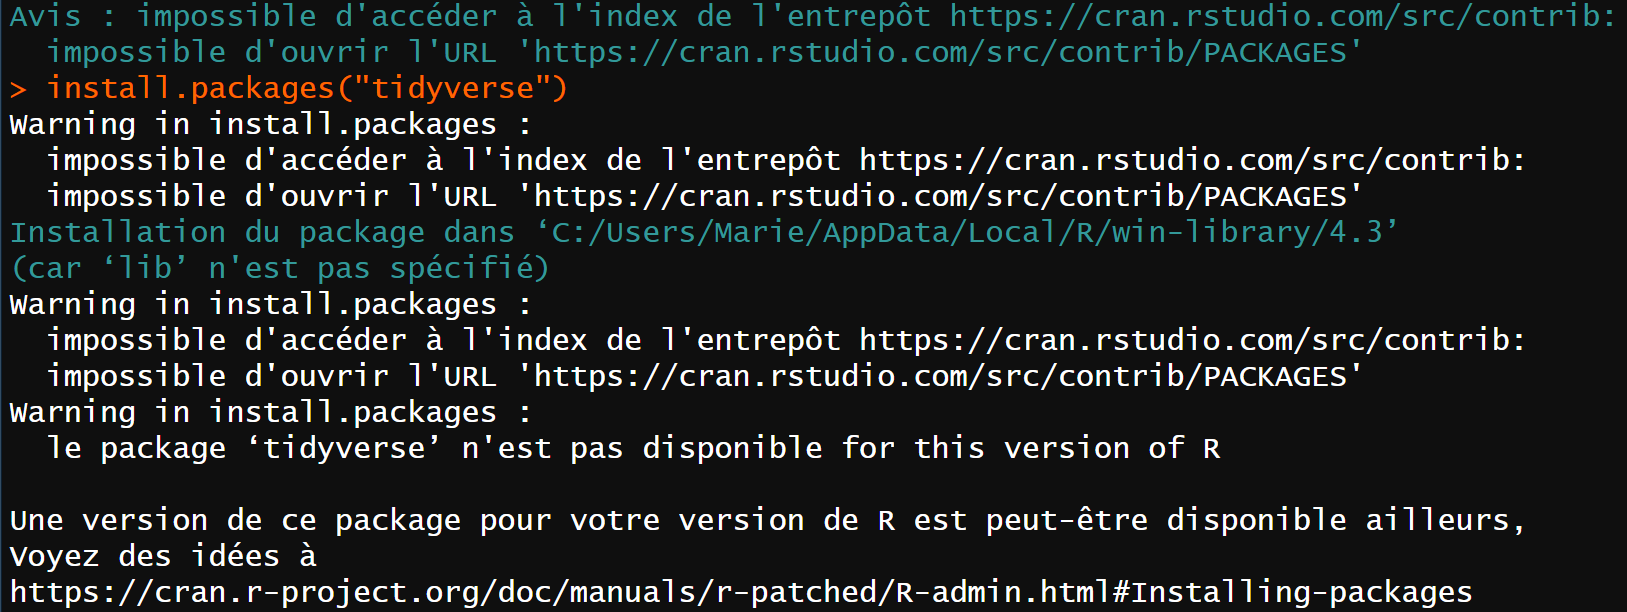 Avis : impossible d'accéder à l'index de l'entrepôt https://cran.rstudio.com/src/contrib:
  impossible d'ouvrir l'URL 'https://cran.rstudio.com/src/contrib/PACKAGES'
> install.packages("tidyverse")
Warning in install.packages :
  impossible d'accéder à l'index de l'entrepôt https://cran.rstudio.com/src/contrib:
  impossible d'ouvrir l'URL 'https://cran.rstudio.com/src/contrib/PACKAGES'
Installation du package dans ‘C:/Users/Marie/AppData/Local/R/win-library/4.3’
(car ‘lib’ n'est pas spécifié)
Warning in install.packages :
  impossible d'accéder à l'index de l'entrepôt https://cran.rstudio.com/src/contrib:
  impossible d'ouvrir l'URL 'https://cran.rstudio.com/src/contrib/PACKAGES'
Warning in install.packages :
  le package ‘tidyverse’ n'est pas disponible for this version of R

Une version de ce package pour votre version de R est peut-être disponible ailleurs,
Voyez des idées à
https://cran.r-project.org/doc/manuals/r-patched/R-admin.html#Installing-packages